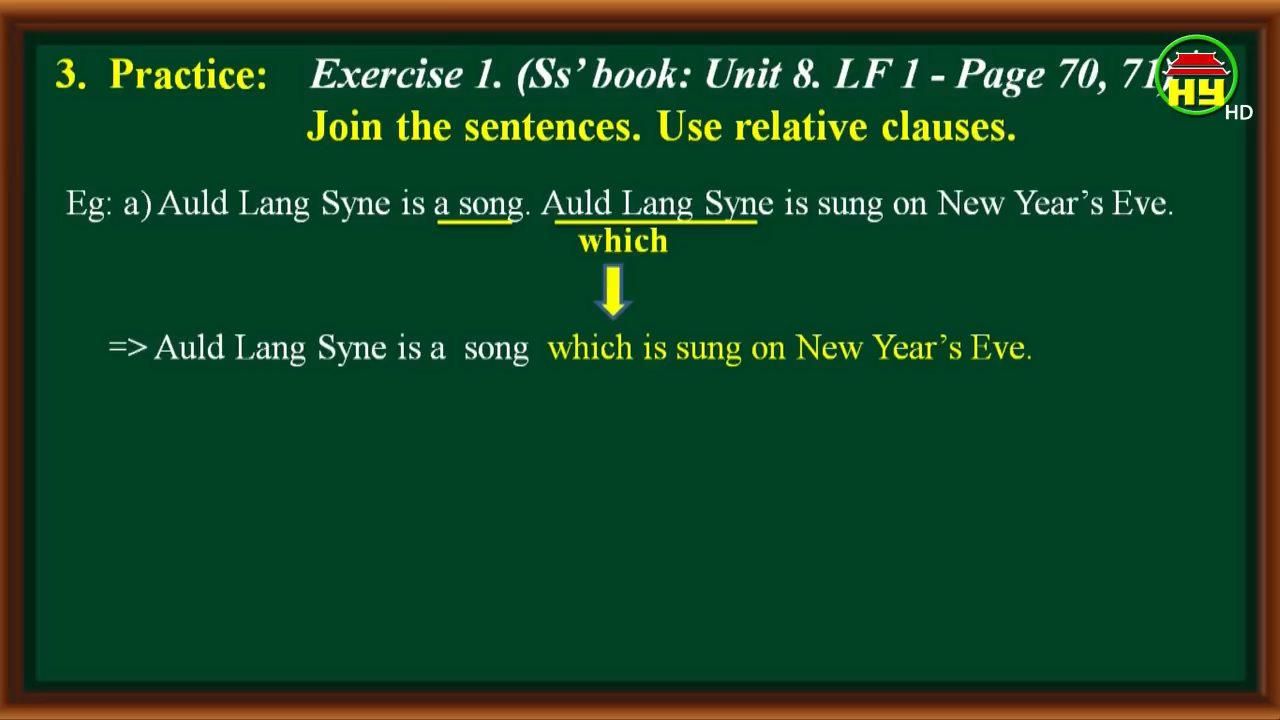 3. Practice: Exercise 1. (Ss’ book: Unit 8. LF 1 - Page 70, 71)
Join the sentences. Use relative clauses.
Eg: a) Auld Lang Syne is a song. Auld Lang Syne is sung on New Year’s Eve.
which
=> Auld Lang Syne is a song which is sung on New Year’s Eve.
HY
HD